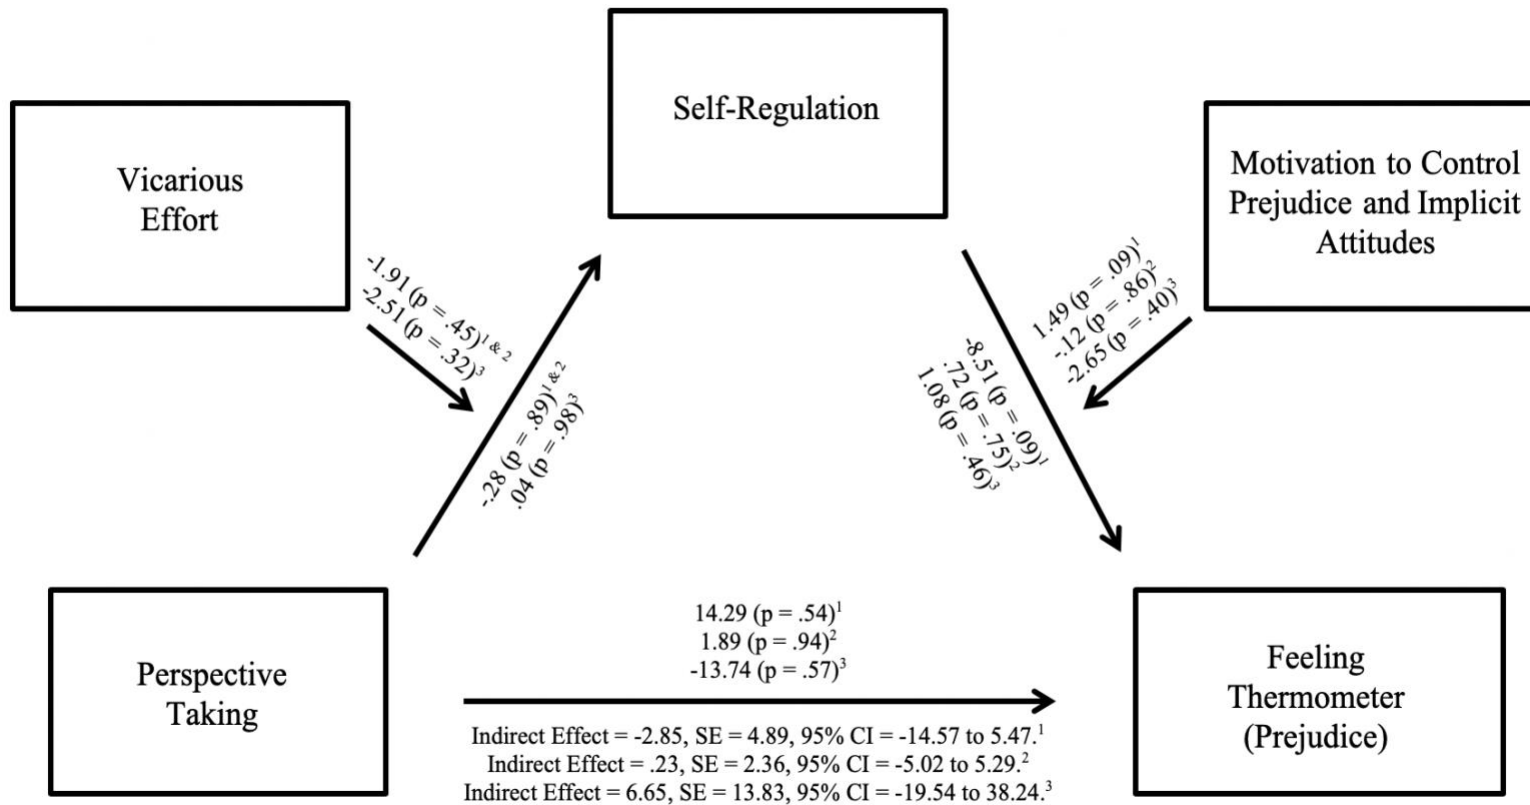 Self-Regulation
Vicarious
Effort
Motivation to Control
Prejudice and Implicit
Attitudes
-1.91 (p = .45)¹ & ²
-2.51 (p = .32)³
1.49 (p = .09)¹
-.12 (p = .86)²
-2.65 (p = .40)³
-.28 (p = .89)¹ & ²
.04 (p = .98)³
-8.51 (p = .09)¹
.72 (p = .75)²
1.08 (p = .46)³
14.29 (p = .54)¹
1.89 (p = .94)²
-13.74 (p = .57)³
Perspective
Taking
Feeling
Thermometer
(Prejudice)
Indirect Effect = -2.85, SE = 4.89, 95% CI = -14.57 to 5.47.¹
Indirect Effect = .23, SE = 2.36, 95% CI = -5.02 to 5.29.²
Indirect Effect = 6.65, SE = 13.83, 95% CI = -19.54 to 38.24.³